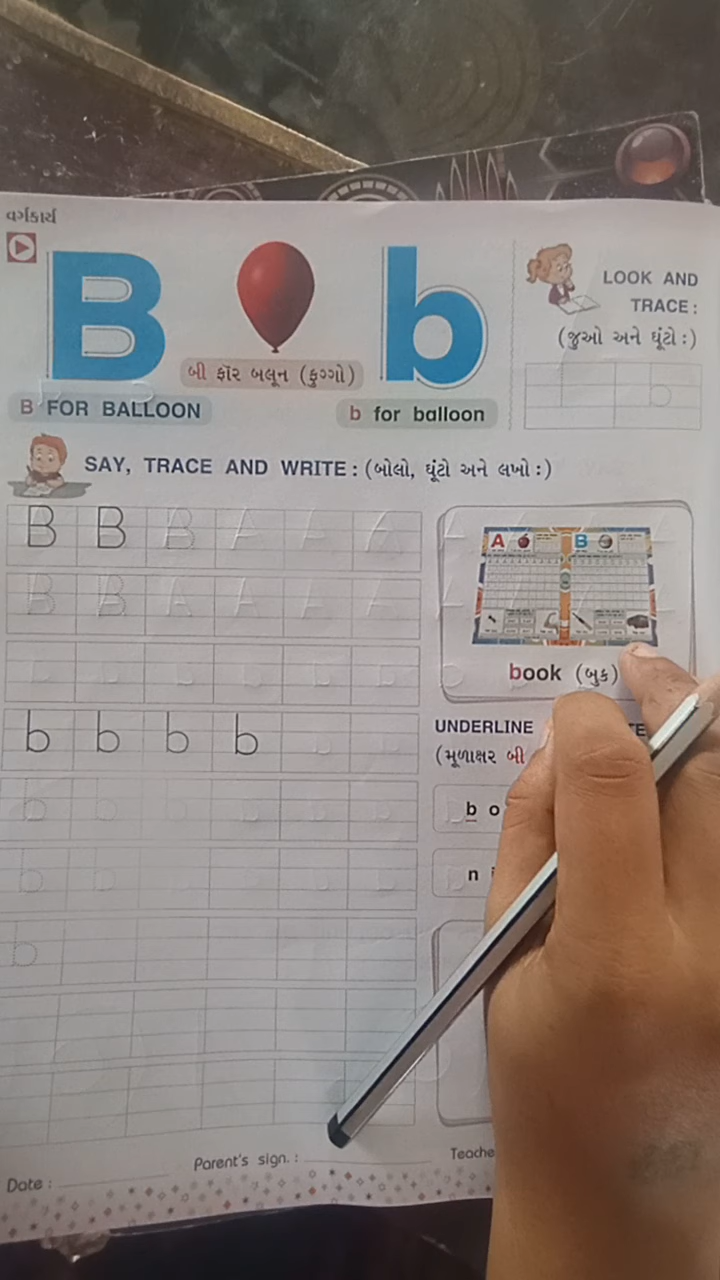 વર્ગકાર્ય
B b
LOOK AND
TRACE :
(જુઓ અને ઘૂંટો :)
બી ફૉર બલૂન (ફુગ્ગો)
B FOR BALLOON
b for balloon
b
SAY, TRACE AND WRITE : (બોલો, ઘૂંટો અને લખો :)
B B B
B B
A B
book (બુક)
b b b b
UNDERLINE
(મૂળાક્ષર બી
b b
b o
b b
n
b
Parent's sign. :
Date :